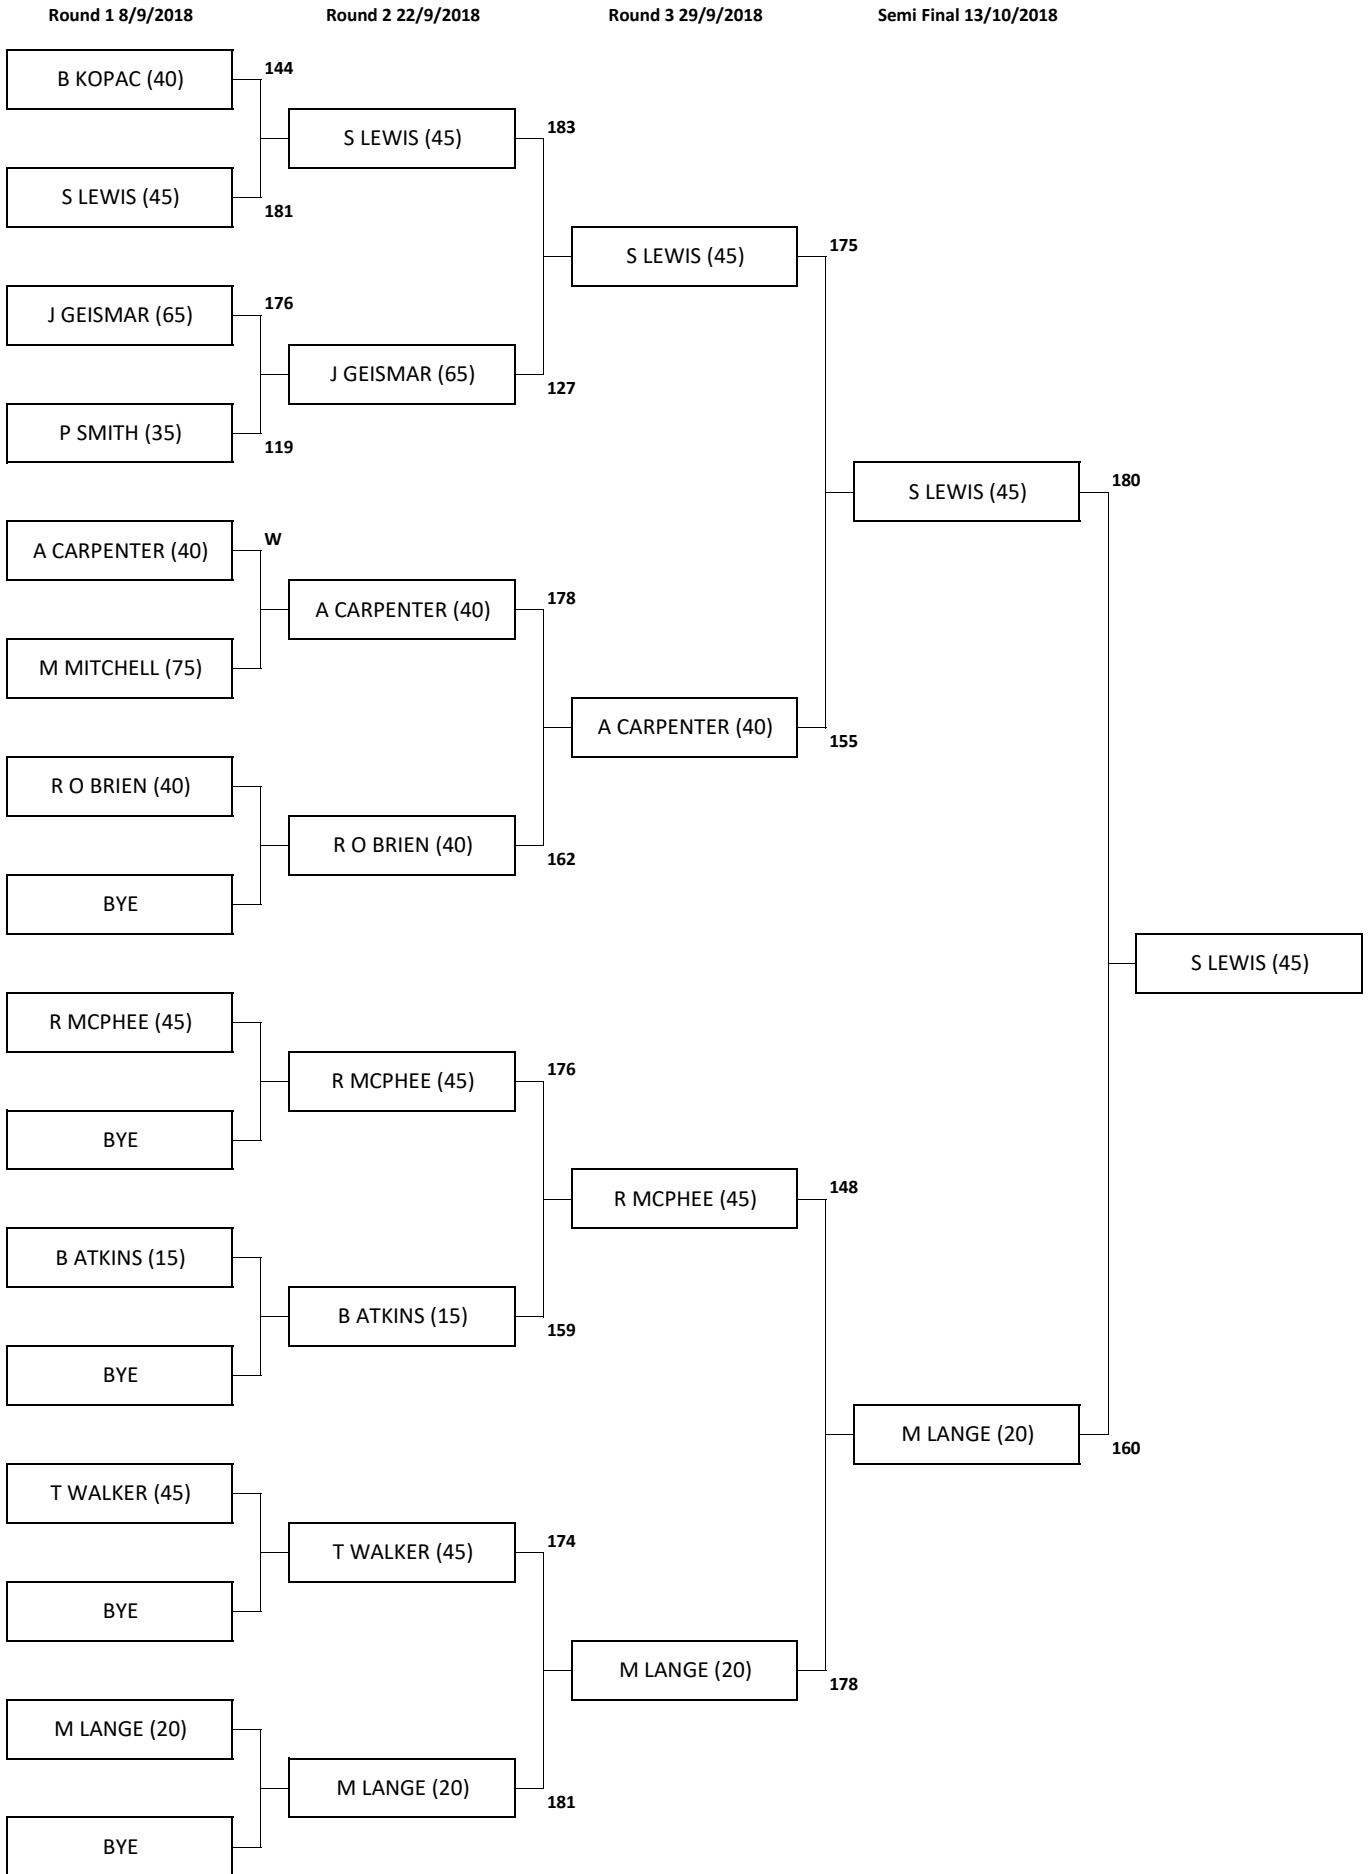 Round 1 8/9/2018
Round 2 22/9/2018
Round 3 29/9/2018
Semi Final 13/10/2018
B KOPAC (40)
144
S LEWIS (45)
183
S LEWIS (45)
181
S LEWIS (45)
175
J GEISMAR (65)
176
J GEISMAR (65)
127
P SMITH (35)
119
S LEWIS (45)
180
A CARPENTER (40)
W
A CARPENTER (40)
178
M MITCHELL (75)
A CARPENTER (40)
155
R O BRIEN (40)
R O BRIEN (40)
162
BYE
S LEWIS (45)
R MCPHEE (45)
R MCPHEE (45)
176
BYE
R MCPHEE (45)
148
B ATKINS (15)
B ATKINS (15)
159
BYE
M LANGE (20)
160
T WALKER (45)
T WALKER (45)
174
BYE
M LANGE (20)
178
M LANGE (20)
M LANGE (20)
181
BYE